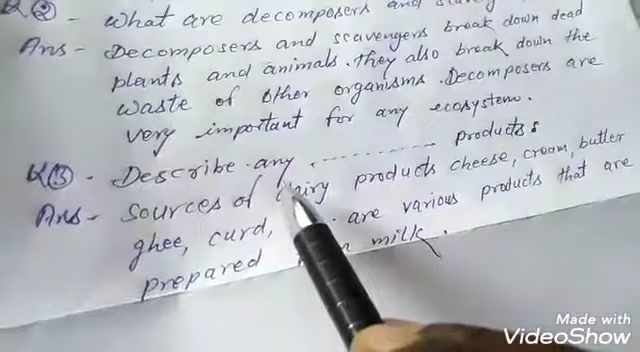 Q② - What are decomposers and
Ans - Decomposers and scavengers break down dead
plants and animals. They also break down the
waste of other organisms. Decomposers are
very important for any ecosystem.
Q③ - Describe any ---------- products:
Ans - Sources of products cheese, cream, butter
ghee, curd, are various products that are
prepared milk.
Made with
VideoShow